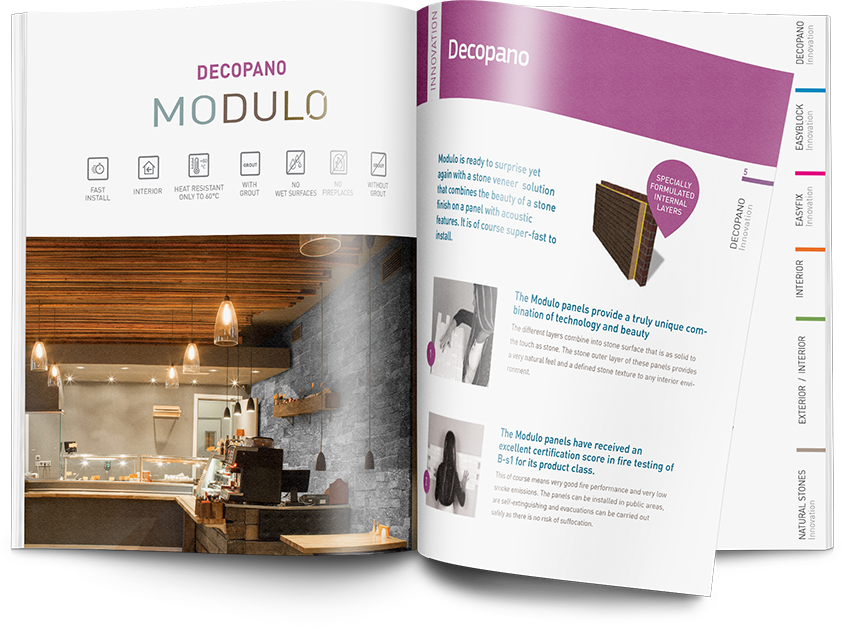 DECOPANO
MODULO
FAST
INSTALL
INTERIOR
+60
°C
HEAT RESISTANT
ONLY TO 60°C
GROUT
WITH
GROUT
NO
WET SURFACES
NO
FIREPLACES
GROUT
WITHOUT
GROUT
INNOVATION
Decopano
Modulo is ready to surprise yet
again with a stone veneer solution
that combines the beauty of a stone
finish on a panel with acoustic
features. It is of course super-fast to
install.
SPECIALLY
FORMULATED
INTERNAL
LAYERS
5
DECOPANO
Innovation
1
The Modulo panels provide a truly unique com-
bination of technology and beauty
The different layers combine into stone surface that is as solid to
the touch as stone. The stone outer layer of these panels provides
a very natural feel and a defined stone texture to any interior envi-
ronment.
2
The Modulo panels have received an
excellent certification score in fire testing of
B-s1 for its product class.
This of course means very good fire performance and very low
smoke emissions. The panels can be installed in public areas,
are self-extinguishing and evacuations can be carried out
safely as there is no risk of suffocation.
DECOPANO
Innovation
EASYBLOCK
Innovation
EASYFIX
Innovation
INTERIOR
EXTERIOR / INTERIOR
NATURAL STONES
Innovation